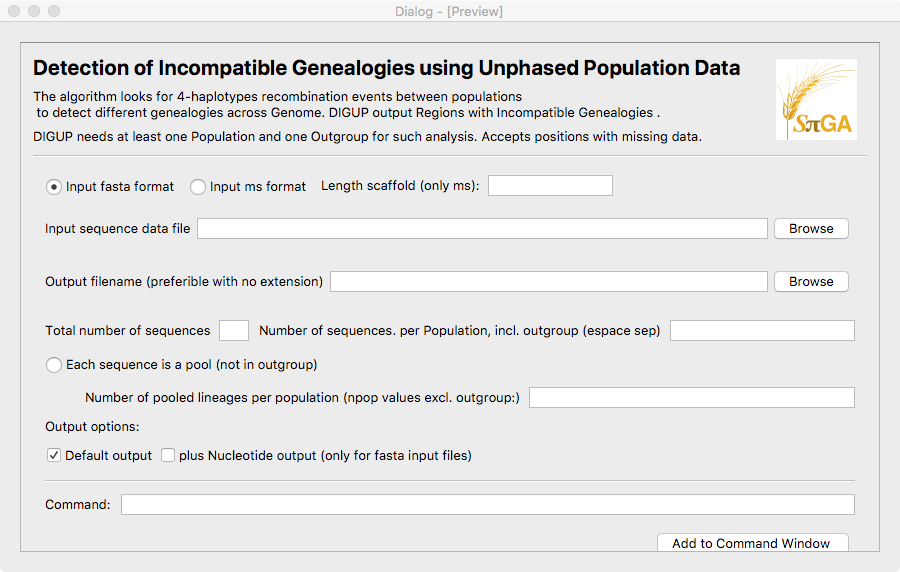 Dialog - [Preview]
Detection of Incompatible Genealogies using Unphased Population Data
The algorithm looks for 4-haplotypes recombination events between populations
to detect different genealogies across Genome. DIGUP output Regions with Incompatible Genealogies .
DIGUP needs at least one Population and one Outgroup for such analysis. Accepts positions with missing data.
SπGA
Input fasta format Input ms format Length scaffold (only ms):
Input sequence data file Browse
Output filename (preferible with no extension) Browse
Total number of sequences Number of sequences. per Population, incl. outgroup (espace sep)
Each sequence is a pool (not in outgroup)
Number of pooled lineages per population (npop values excl. outgroup:)
Output options:
Default output plus Nucleotide output (only for fasta input files)
Command:
Add to Command Window